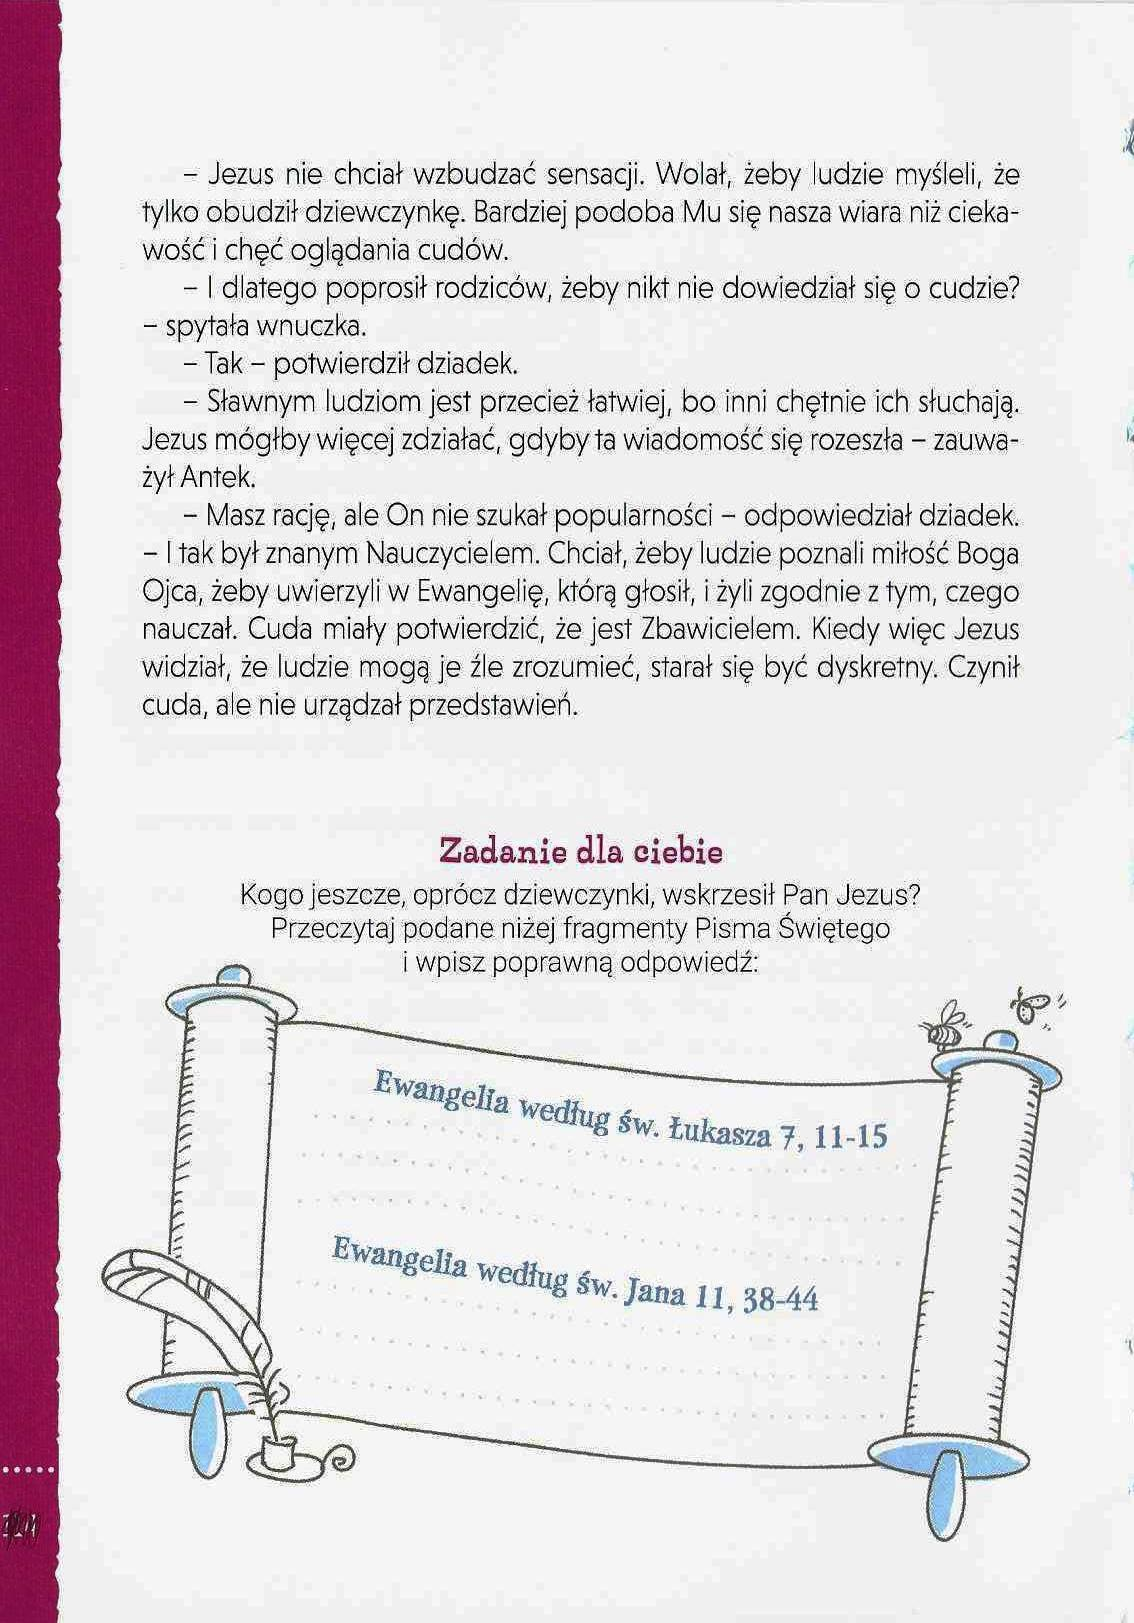 – Jezus nie chciał wzbudzać sensacji. Wolał, żeby ludzie myśleli, że
tylko obudził dziewczynkę. Bardziej podoba Mu się nasza wiara niż cieka-
wość i chęć oglądania cudów.
– I dlatego poprosił rodziców, żeby nikt nie dowiedział się o cudzie?
– spytała wnuczka.
– Tak – potwierdził dziadek.
– Sławnym ludziom jest przecież łatwiej, bo inni chętnie ich słuchają.
Jezus mógłby więcej zdziałać, gdyby ta wiadomość się rozeszła – zauwa-
żył Antek.
– Masz rację, ale On nie szukał popularności – odpowiedział dziadek.
– I tak był znanym Nauczycielem. Chciał, żeby ludzie poznali miłość Boga
Ojca, żeby uwierzyli w Ewangelię, którą głosił, i żyli zgodnie z tym, czego
nauczał. Cuda miały potwierdzić, że jest Zbawicielem. Kiedy więc Jezus
widział, że ludzie mogą je źle zrozumieć, starał się być dyskretny. Czynił
cuda, ale nie urządzał przedstawień.
Zadanie dla ciebie
Kogo jeszcze, oprócz dziewczynki, wskrzesił Pan Jezus?
Przeczytaj podane niżej fragmenty Pisma Świętego
i wpisz poprawną odpowiedź:
Ewangelia według św. Łukasza 7, 11-15
Ewangelia według św. Jana 11, 38-44